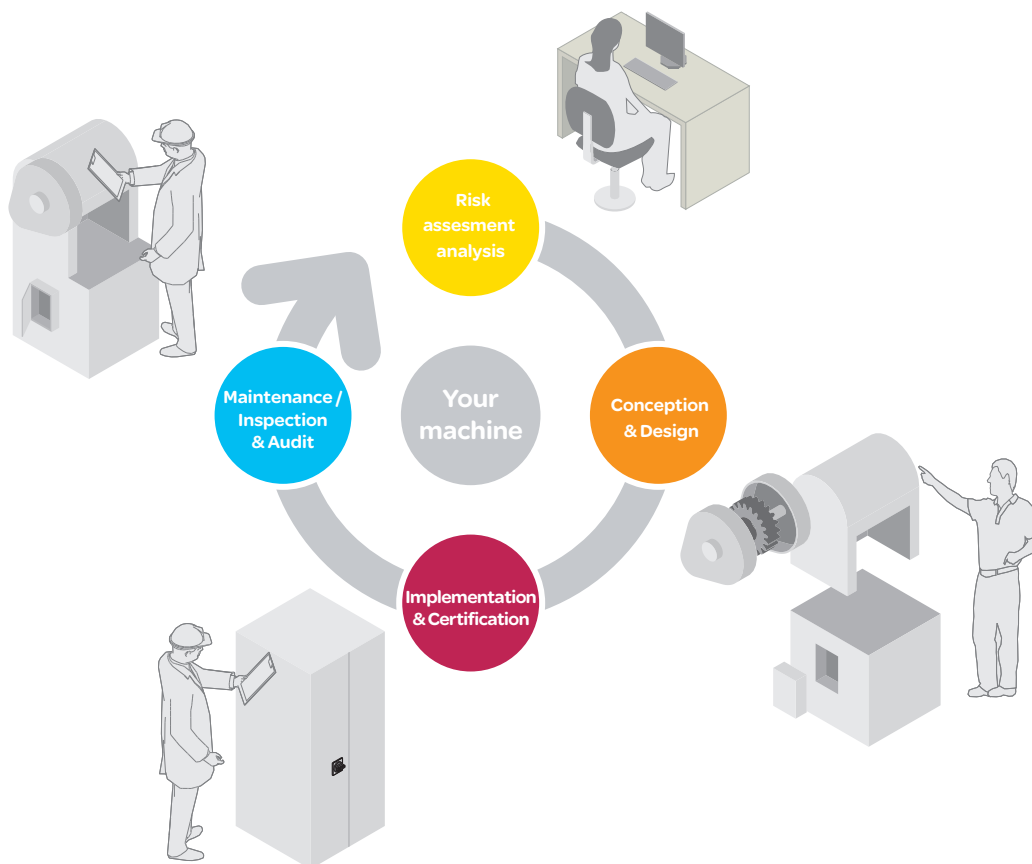 Risk
assesment
analysis
Conception
& Design
Your
machine
Maintenance /
Inspection
& Audit
Implementation
& Certification